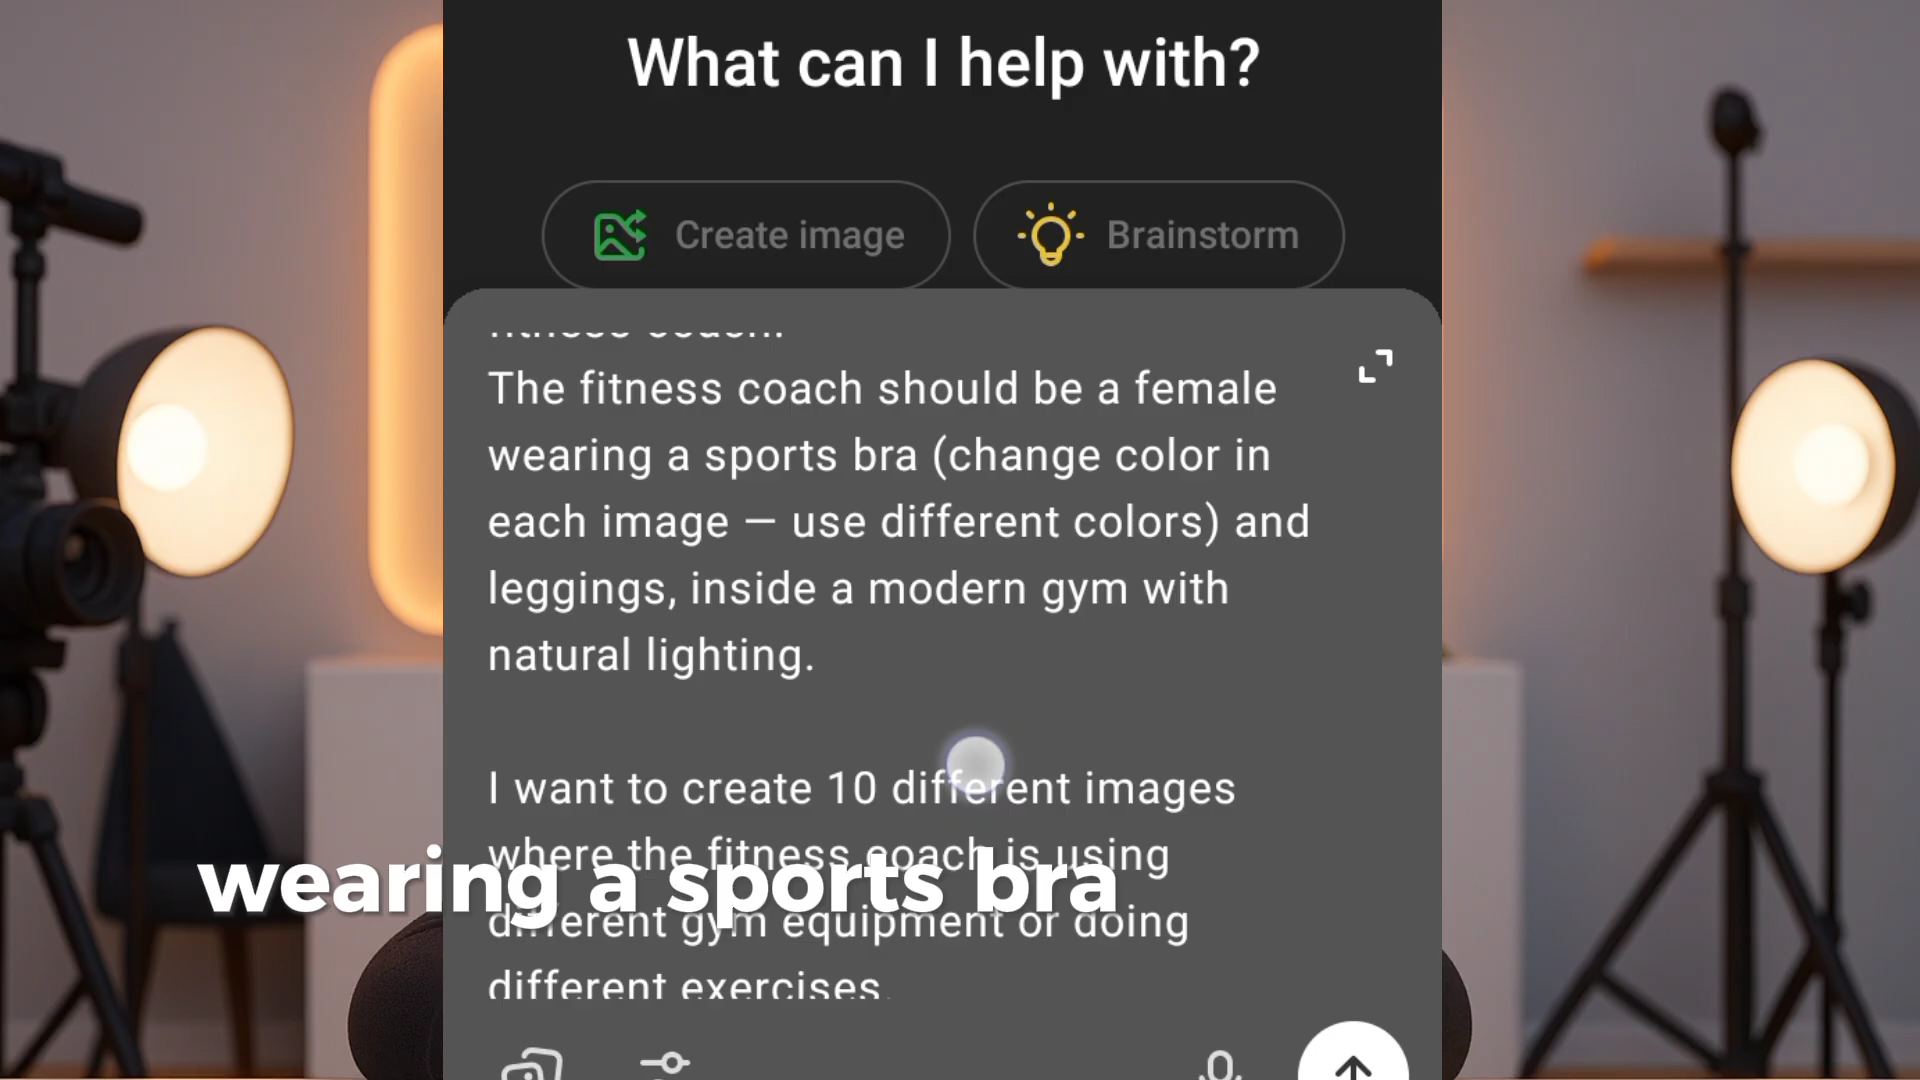 What can I help with?
Create image
Brainstorm
fitness coach.
The fitness coach should be a female
wearing a sports bra (change color in
each image — use different colors) and
leggings, inside a modern gym with
natural lighting.
I want to create 10 different images
where the fitness coach is using
different gym equipment or doing
different exercises.
wearing a sports bra